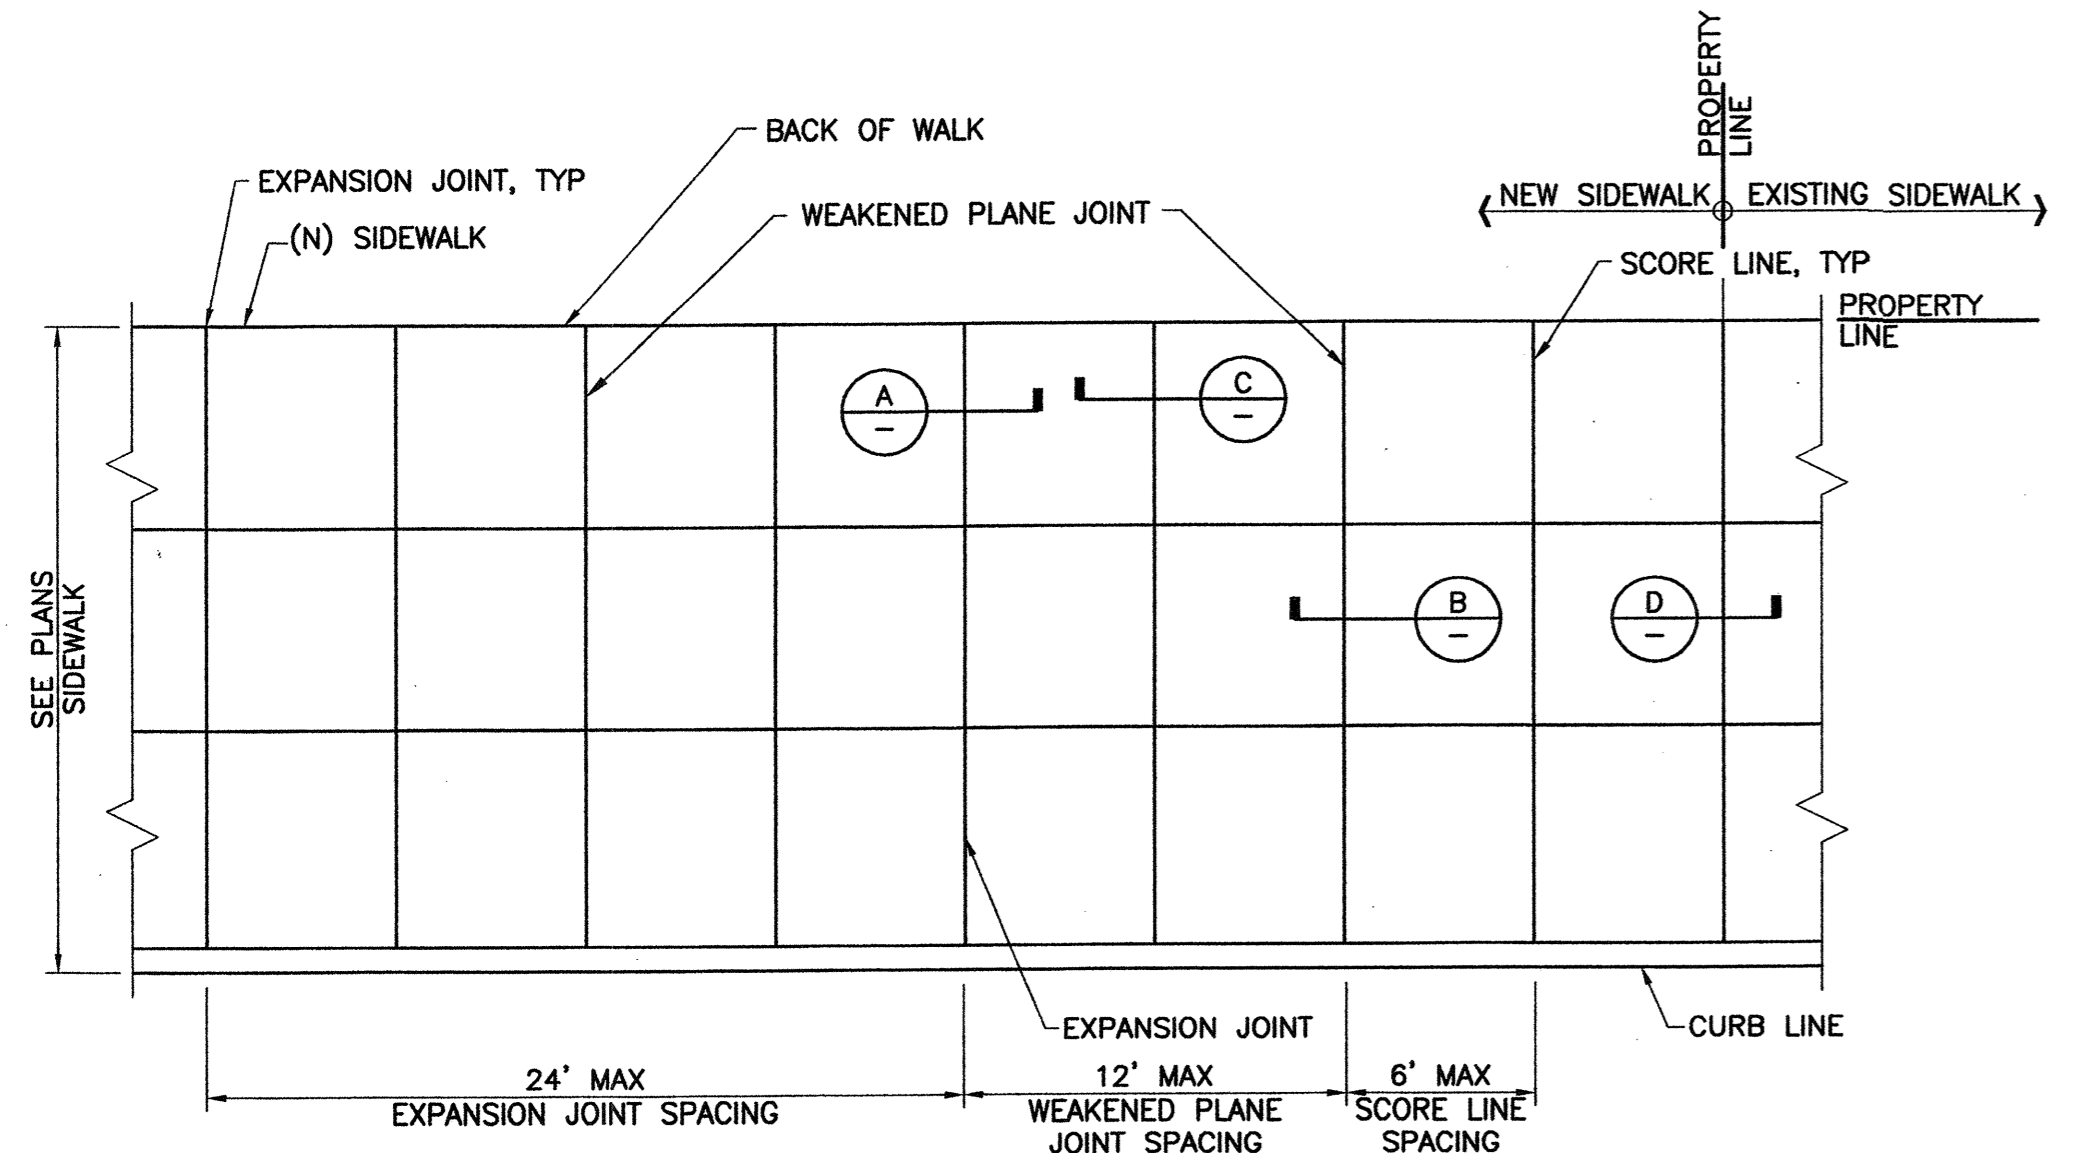 PROPERTY
LINE
BACK OF WALK
EXPANSION JOINT, TYP
WEAKENED PLANE JOINT
NEW SIDEWALK
EXISTING SIDEWALK
(N) SIDEWALK
SCORE LINE, TYP
PROPERTY
LINE
A
–
C
–
SEE PLANS
SIDEWALK
B
–
D
–
EXPANSION JOINT
CURB LINE
24' MAX
EXPANSION JOINT SPACING
12' MAX
WEAKENED PLANE
JOINT SPACING
6' MAX
SCORE LINE
SPACING